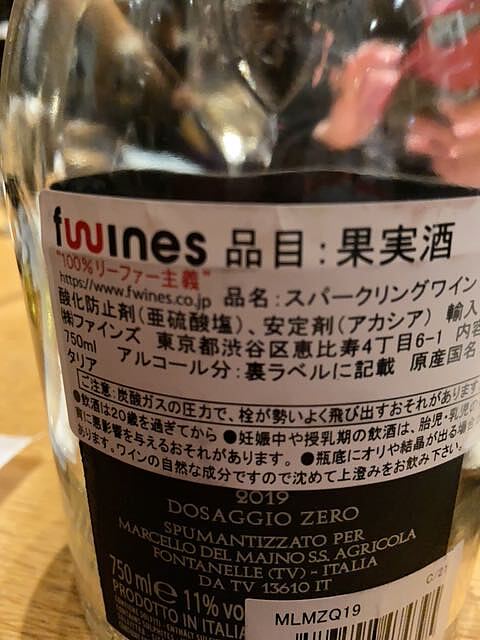 fwines 品目:果実酒
"100%リーファー主義"
https://www.fwines.co.jp 品名:スパークリングワイン
酸化防止剤(亜硫酸塩)、安定剤(アカシア) 輸入
㈱ファインズ 東京都渋谷区恵比寿4丁目6-1 内容
750ml アルコール分:裏ラベルに記載 原産国名
タリア
ご注意:炭酸ガスの圧力で、栓が勢いよく飛び出すおそれがあります
●飲酒は20歳を過ぎてから ●妊娠中や授乳期の飲酒は、胎児・乳児の
育に悪影響を与えるおそれがあります。 ●瓶底にオリや結晶が出る場合
あります。ワインの自然な成分ですので沈めて上澄みをお飲み下さい。
2019
DOSAGGIO ZERO
SPUMANTIZZATO PER
MARCELLO DEL MAJNO S.S. AGRICOLA
FONTANELLE (TV) - ITALIA
DA TV 13610 IT
750 ml e 11% vo
PRODOTTO IN ITALIA
G/21
MLMZQ19